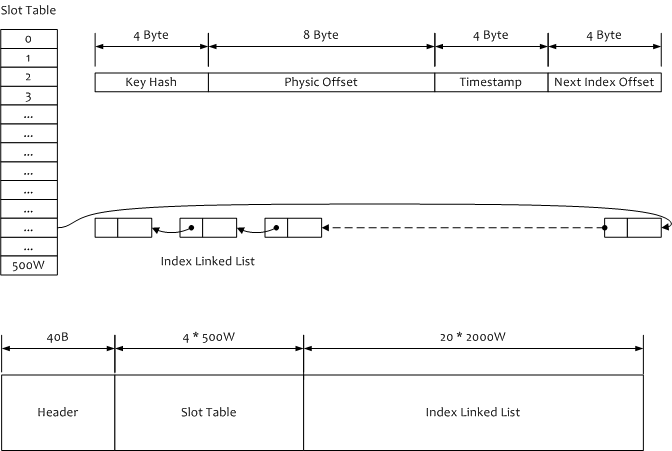 Slot Table
0
1
2
3
...
...
...
...
...
...
...
...
500W
4 Byte
8 Byte
4 Byte
4 Byte
Key Hash
Physic Offset
Timestamp
Next Index Offset
Index Linked List
40B
4 * 500W
20 * 2000W
Header
Slot Table
Index Linked List